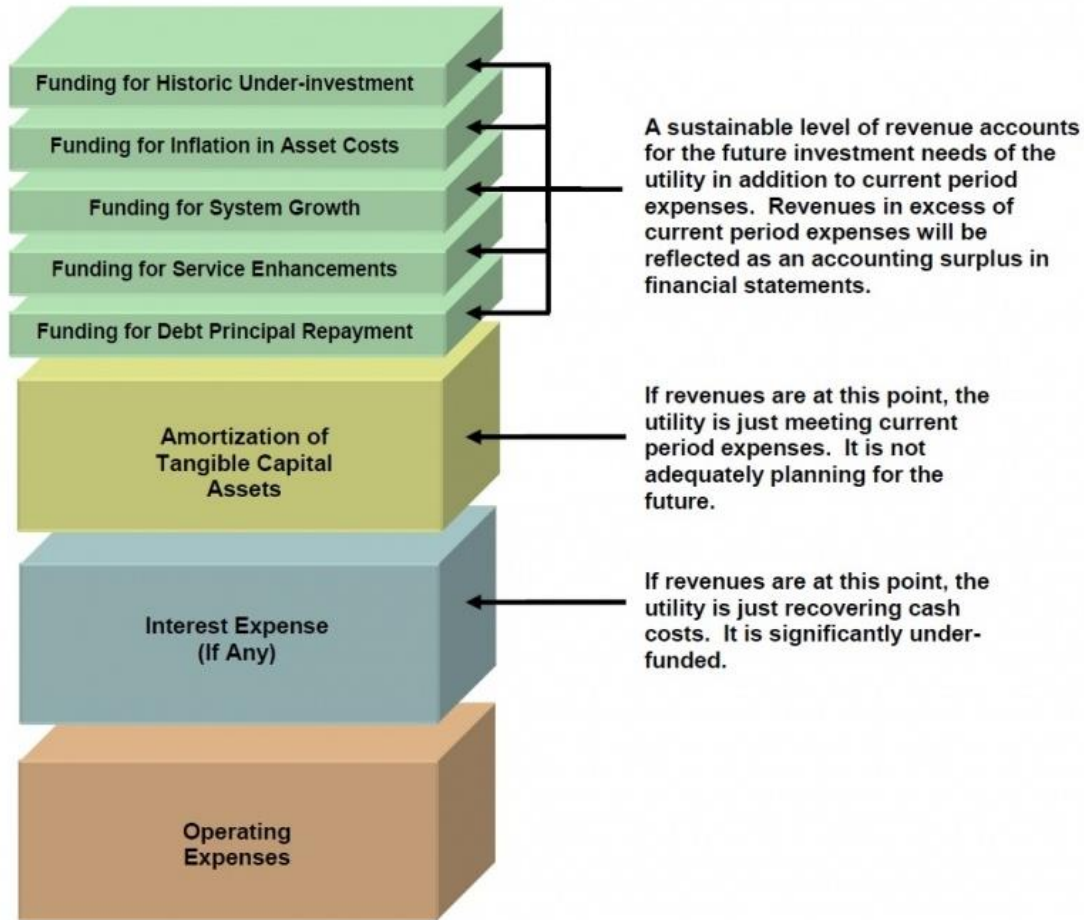 Funding for Historic Under-investment
Funding for Inflation in Asset Costs
Funding for System Growth
Funding for Service Enhancements
Funding for Debt Principal Repayment
A sustainable level of revenue accounts
for the future investment needs of the
utility in addition to current period
expenses.  Revenues in excess of
current period expenses will be
reflected as an accounting surplus in
financial statements.
Amortization of
Tangible Capital
Assets
If revenues are at this point, the
utility is just meeting current
period expenses.  It is not
adequately planning for the
future.
Interest Expense
(If Any)
If revenues are at this point, the
utility is just recovering cash
costs.  It is significantly under-
funded.
Operating
Expenses